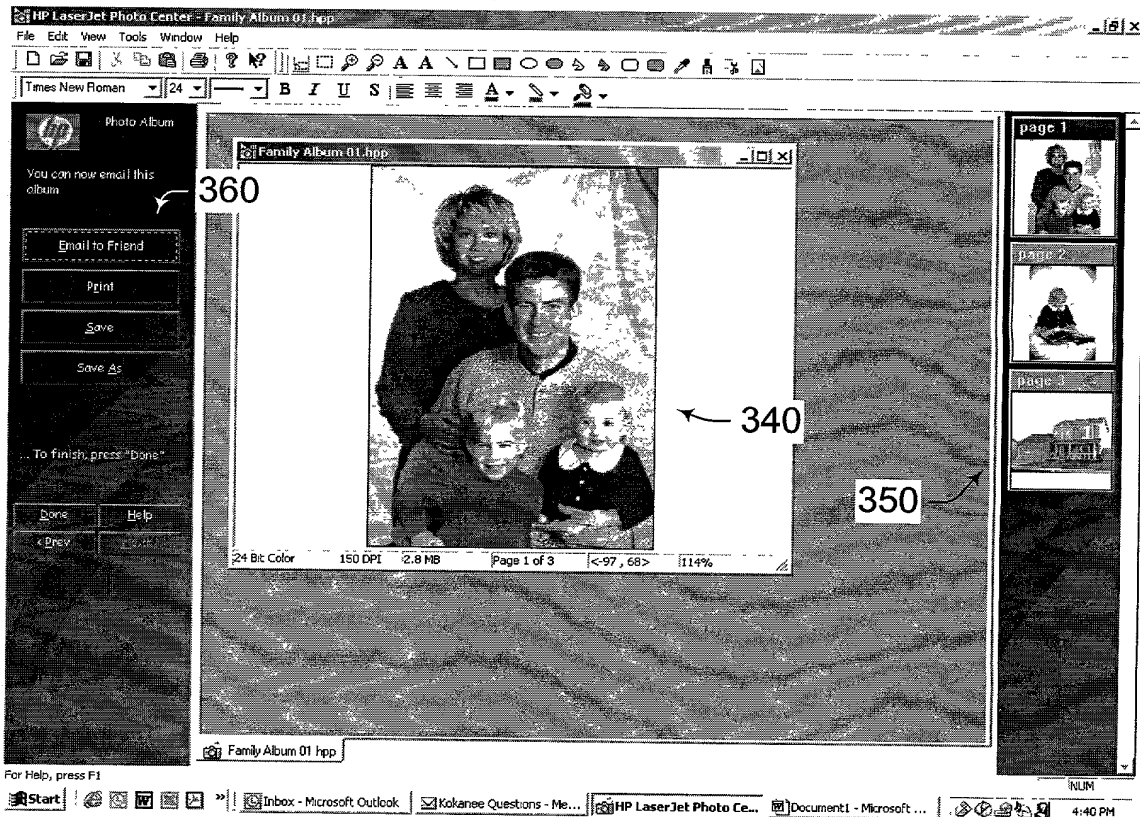 HP LaserJet Photo Center - Family Album 01.hpp
File Edit View Tools Window Help
Times New Roman 24 B I U S A
hp Photo Album
You can now email this
album
360
Email to Friend
Print
Save
Save As
... To finish, press "Done"
Done Help
< Prev
Family Album 01.hpp
340
350
24 Bit Color 150 DPI 2.8 MB Page 1 of 3 <-97, 68> 114%
page 1
page 2
page 3
Family Album 01 hpp
For Help, press F1
NUM
Start Inbox - Microsoft Outlook Kokanee Questions - Me... HP LaserJet Photo Ce... Document1 - Microsoft ... 4:40 PM